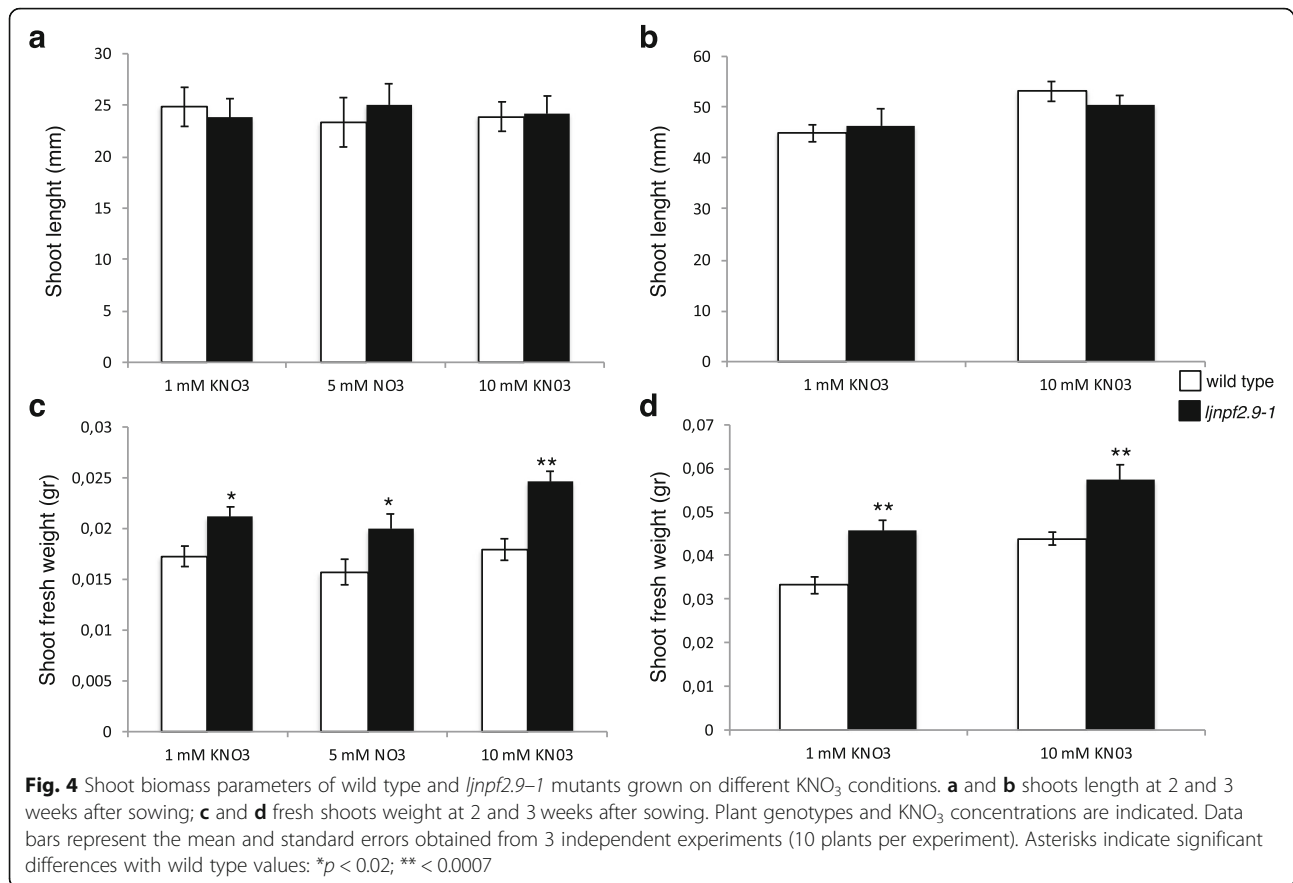 a
30
25
20
15
10
5
0
Shoot lenght (mm)
1 mM KNO3 5 mM NO3 10 mM KN03
b
60
50
40
30
20
10
0
Shoot length (mm)
1 mM KNO3 10 mM KN03
wild type
ljnpf2.9-1
c
0,03
0,025
0,02
0,015
0,01
0,005
0
Shoot fresh weight (gr)
* * **
1 mM KNO3 5 mM NO3 10 mM KN03
d
0,07
0,06
0,05
0,04
0,03
0,02
0,01
0
Shoot fresh weight (gr)
** **
1 mM KNO3 10 mM KN03
Fig. 4 Shoot biomass parameters of wild type and ljnpf2.9–1 mutants grown on different KNO₃ conditions. a and b shoots length at 2 and 3
weeks after sowing; c and d fresh shoots weight at 2 and 3 weeks after sowing. Plant genotypes and KNO₃ concentrations are indicated. Data
bars represent the mean and standard errors obtained from 3 independent experiments (10 plants per experiment). Asterisks indicate significant
differences with wild type values: *p < 0.02; ** < 0.0007